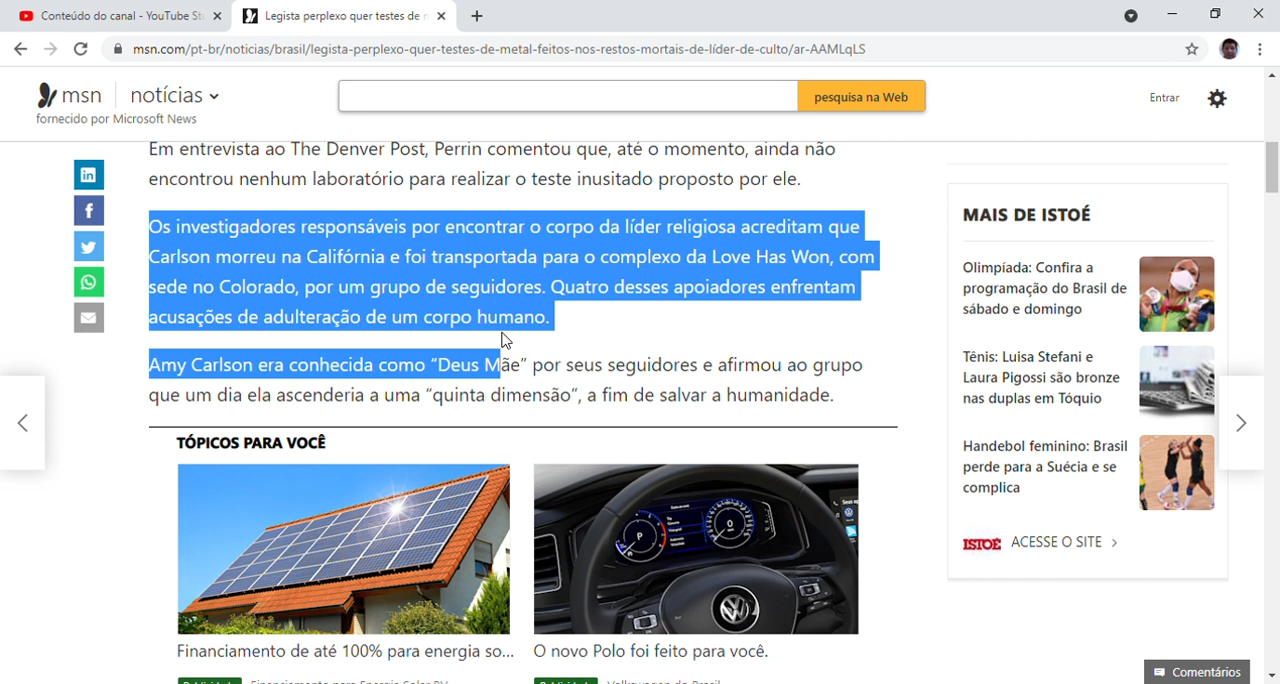 Conteúdo do canal - YouTube St
Legista perplexo quer testes de m
msn.com/pt-br/noticias/brasil/legista-perplexo-quer-testes-de-metal-feitos-nos-restos-mortais-de-líder-de-culto/ar-AAMLqLS
msn notícias
pesquisa na Web
Entrar
fornecido por Microsoft News
Em entrevista ao The Denver Post, Perrin comentou que, até o momento, ainda não
encontrou nenhum laboratório para realizar o teste inusitado proposto por ele.
Os investigadores responsáveis por encontrar o corpo da líder religiosa acreditam que
Carlson morreu na Califórnia e foi transportada para o complexo da Love Has Won, com
sede no Colorado, por um grupo de seguidores. Quatro desses apoiadores enfrentam
acusações de adulteração de um corpo humano.
Amy Carlson era conhecida como “Deus Mãe” por seus seguidores e afirmou ao grupo
que um dia ela ascenderia a uma “quinta dimensão”, a fim de salvar a humanidade.
TÓPICOS PARA VOCÊ
Financiamento de até 100% para energia so...
O novo Polo foi feito para você.
MAIS DE ISTOÉ
Olimpíada: Confira a
programação do Brasil de
sábado e domingo
Tênis: Luisa Stefani e
Laura Pigossi são bronze
nas duplas em Tóquio
Handebol feminino: Brasil
perde para a Suécia e se
complica
ISTOÉ ACESSE O SITE
Comentários